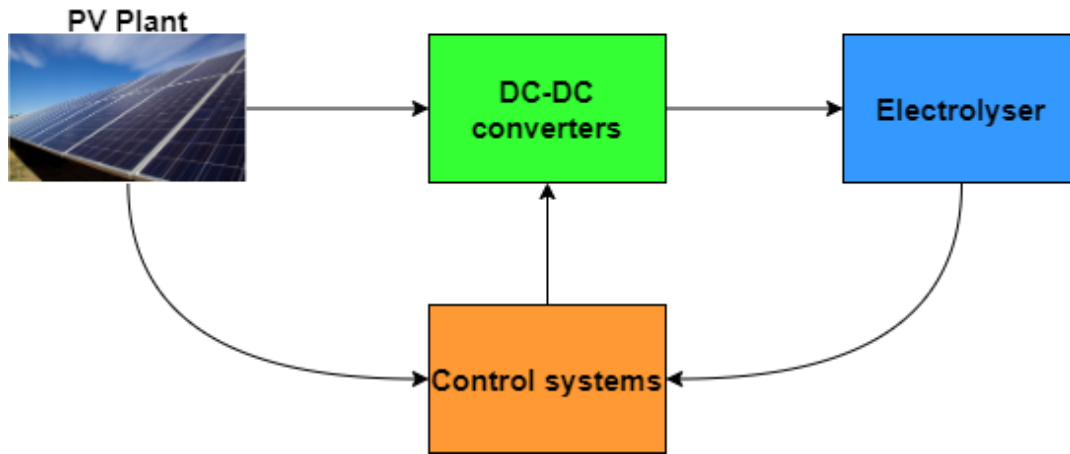 PV Plant
DC-DC
converters
Electrolyser
Control systems